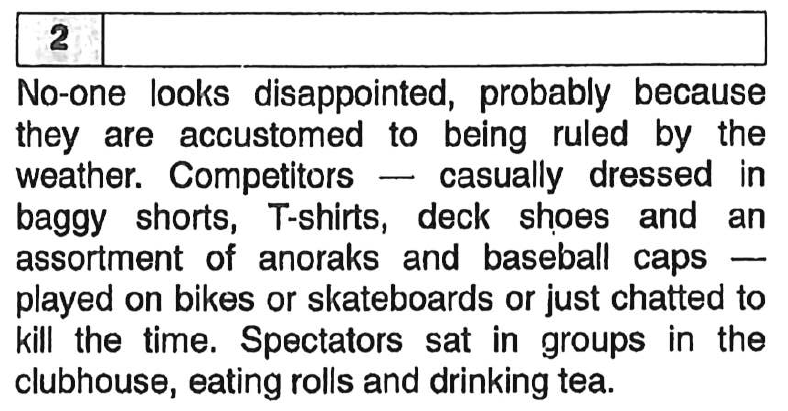 2
No-one looks disappointed, probably because
they are accustomed to being ruled by the
weather. Competitors — casually dressed in
baggy shorts, T-shirts, deck shoes and an
assortment of anoraks and baseball caps —
played on bikes or skateboards or just chatted to
kill the time. Spectators sat in groups in the
clubhouse, eating rolls and drinking tea.